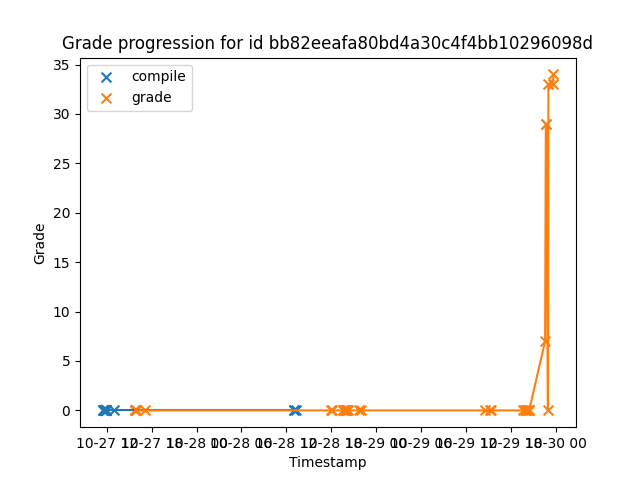 Grade progression for id bb82eeafa80bd4a30c4f4bb10296098d
compile
grade
35
30
25
20
15
10
5
0
Grade
10-27 12 10-27 18 10-28 00 10-28 06 10-28 12 10-28 18 10-29 00 10-29 06 10-29 12 10-29 18 10-30 00
Timestamp